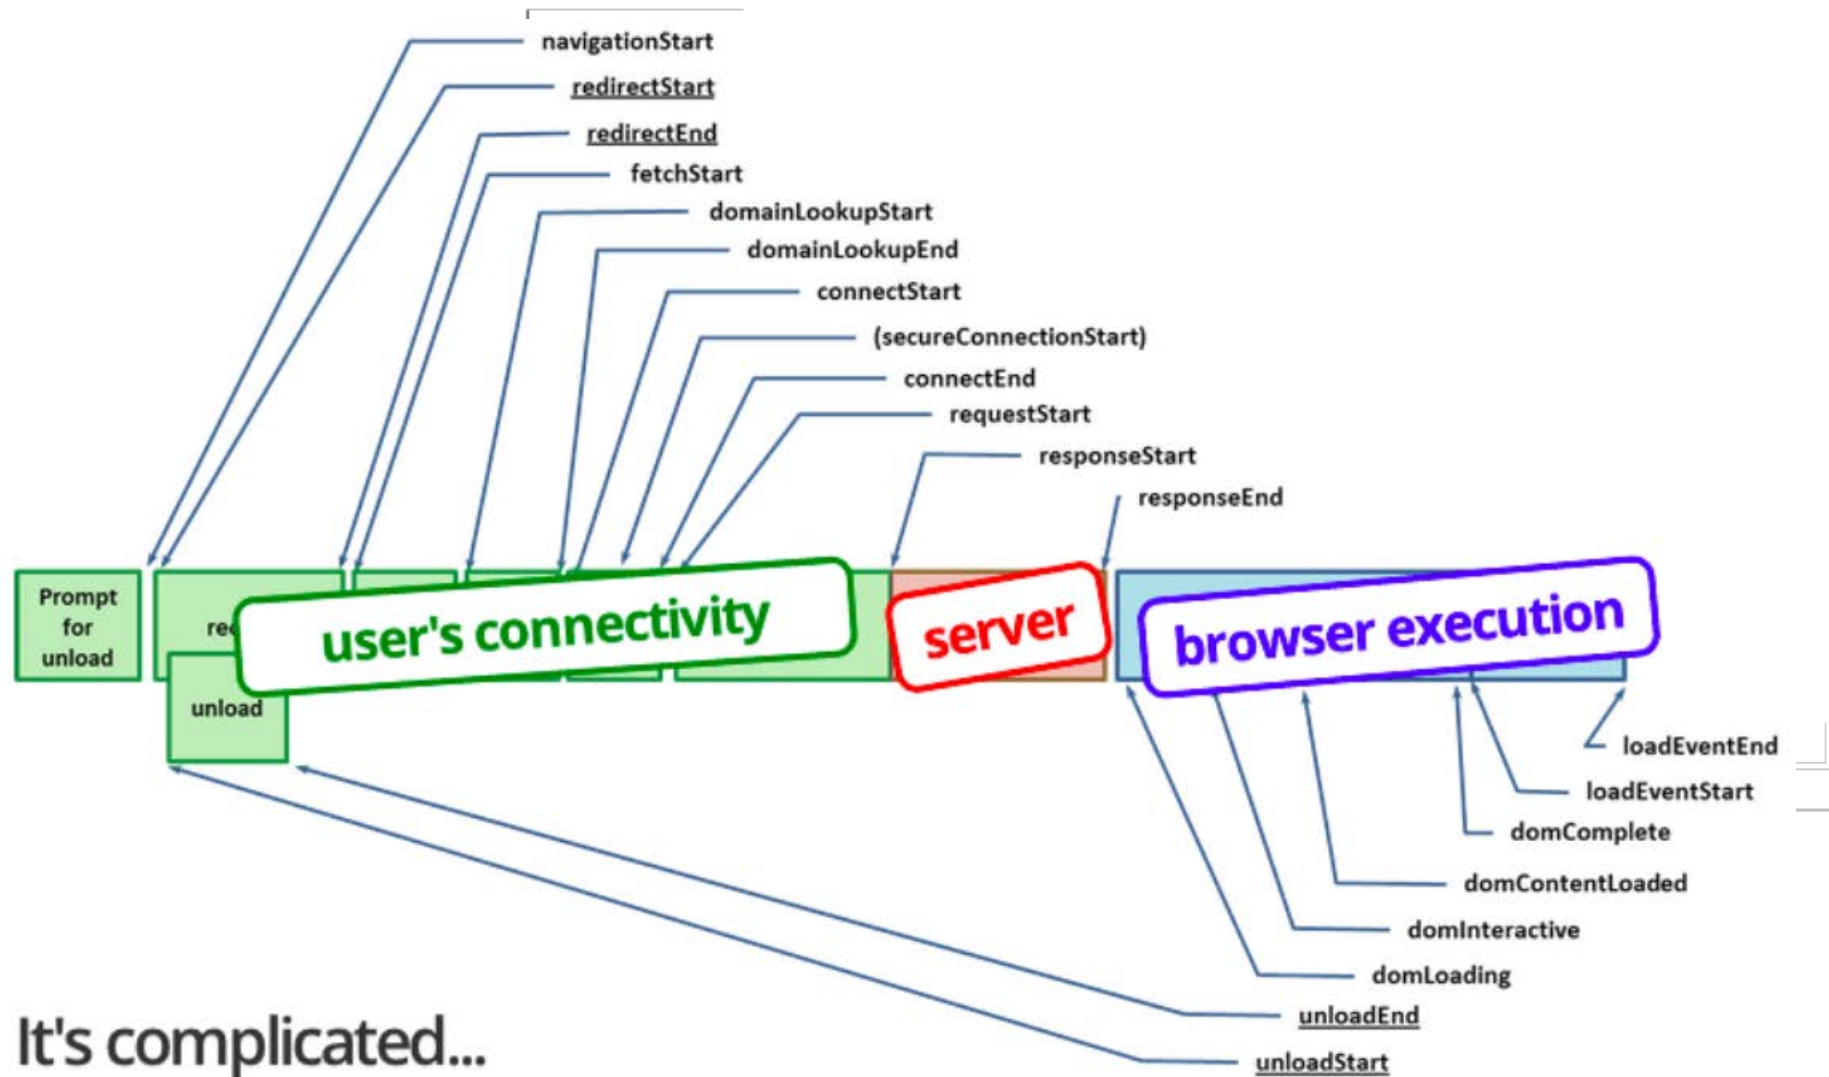 navigationStart
redirectStart
redirectEnd
fetchStart
domainLookupStart
domainLookupEnd
connectStart
(secureConnectionStart)
connectEnd
requestStart
responseStart
responseEnd
Prompt
for
unload
user's connectivity
server
browser execution
unload
loadEventEnd
loadEventStart
domComplete
domContentLoaded
domInteractive
domLoading
unloadEnd
unloadStart
It's complicated...